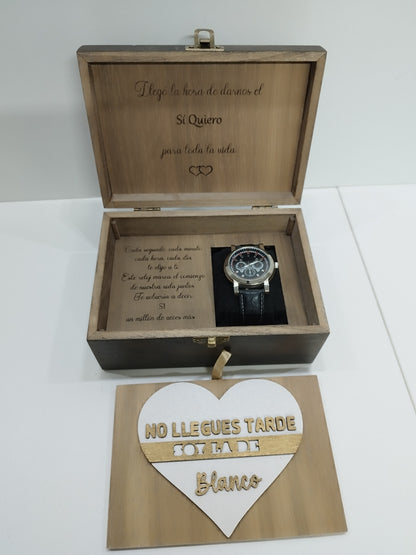 Llegó la hora de darnos el
Sí Quiero
para toda la vida
Cada segundo, cada minuto
cada hora, cada día
te elijo a ti
Este reloj marca el comienzo
de nuestra vida juntos
Te volvería a decir
SI
un millón de veces más
NO LLEGUES TARDE
SOY LA DE
Blanco